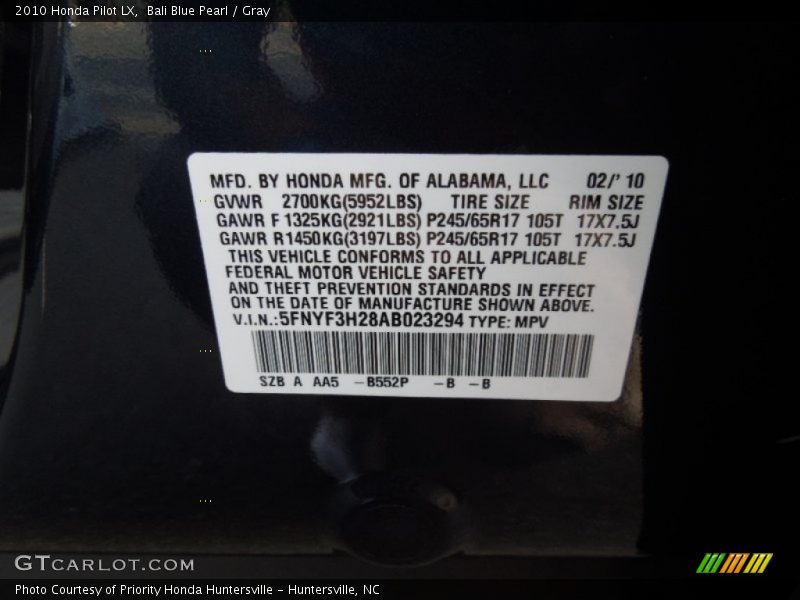 2010 Honda Pilot LX, Bali Blue Pearl / Gray
MFD. BY HONDA MFG. OF ALABAMA, LLC 02/' 10
GVWR 2700KG(5952LBS) TIRE SIZE RIM SIZE
GAWR F 1325KG(2921LBS) P245/65R17 105T 17X7.5J
GAWR R1450KG(3197LBS) P245/65R17 105T 17X7.5J
THIS VEHICLE CONFORMS TO ALL APPLICABLE
FEDERAL MOTOR VEHICLE SAFETY
AND THEFT PREVENTION STANDARDS IN EFFECT
ON THE DATE OF MANUFACTURE SHOWN ABOVE.
V.I.N.:5FNYF3H28AB023294 TYPE: MPV
SZB A AA5 -B552P -B -B
GTCARLOT.COM
Photo Courtesy of Priority Honda Huntersville - Huntersville, NC